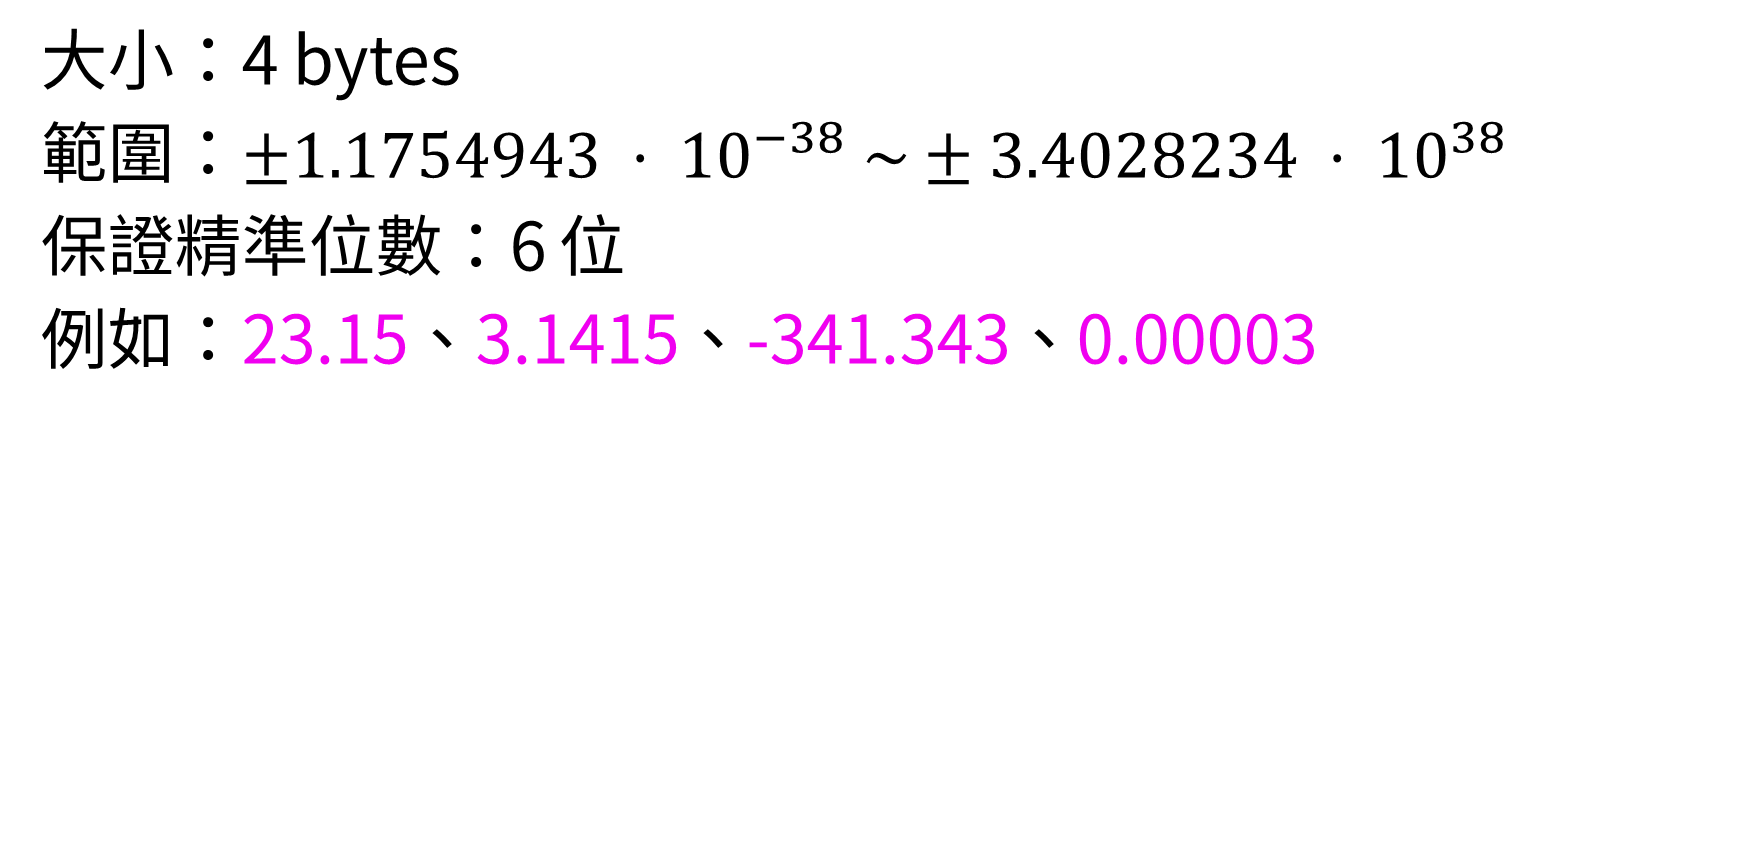 大小：4 bytes
範圍：±1.1754943 · 10⁻³⁸ ~ ± 3.4028234 · 10³⁸
保證精準位數：6 位
例如：23.15、3.1415、-341.343、0.00003